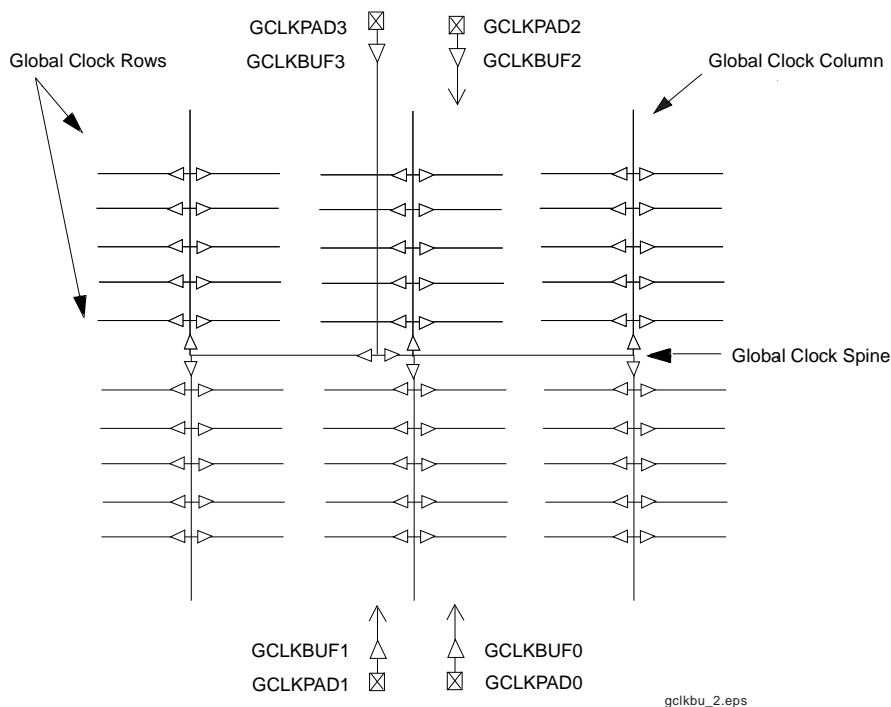 GCLKPAD3
GCLKPAD2
Global Clock Rows
GCLKBUF3
GCLKBUF2
Global Clock Column
Global Clock Spine
GCLKBUF1
GCLKBUF0
GCLKPAD1
GCLKPAD0
gclkbu_2.eps